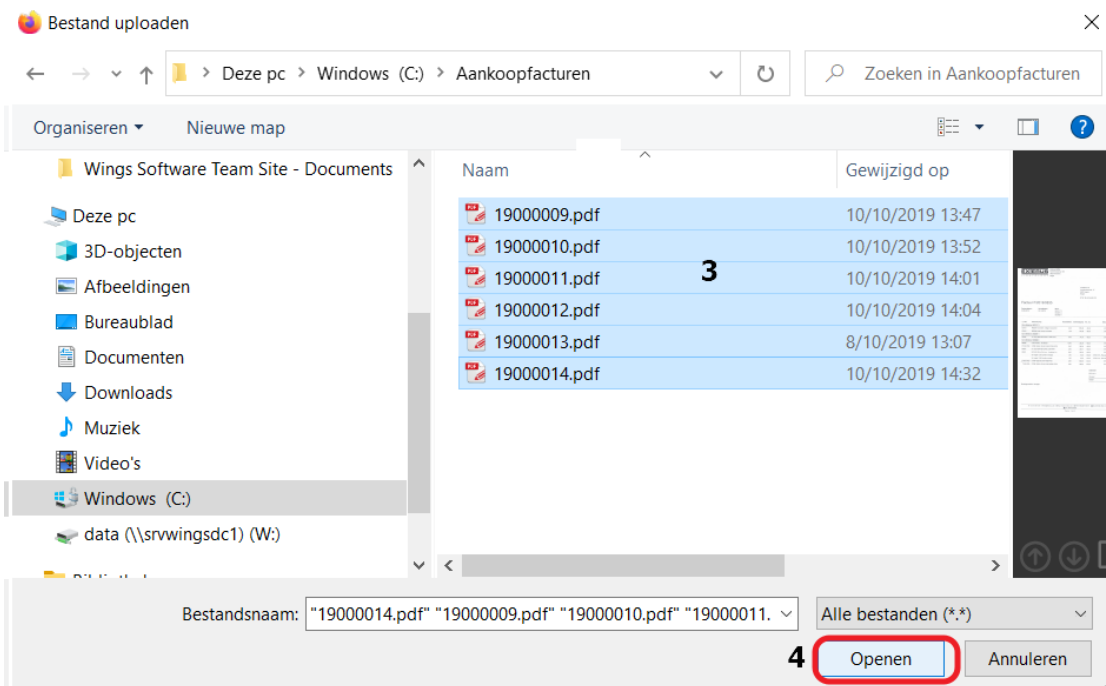 Bestand uploaden
Deze pc > Windows (C:) > Aankoopfacturen
Zoeken in Aankoopfacturen
Organiseren
Nieuwe map
Wings Software Team Site - Documents
Deze pc
3D-objecten
Afbeeldingen
Bureaublad
Documenten
Downloads
Muziek
Video's
Windows (C:)
data (\\srvwingsdc1) (W:)
Naam Gewijzigd op
19000009.pdf 10/10/2019 13:47
19000010.pdf 10/10/2019 13:52
19000011.pdf 10/10/2019 14:01
19000012.pdf 10/10/2019 14:04
19000013.pdf 8/10/2019 13:07
19000014.pdf 10/10/2019 14:32
3
Bestandsnaam: "19000014.pdf" "19000009.pdf" "19000010.pdf" "19000011.
Alle bestanden (*.*)
4 Openen Annuleren